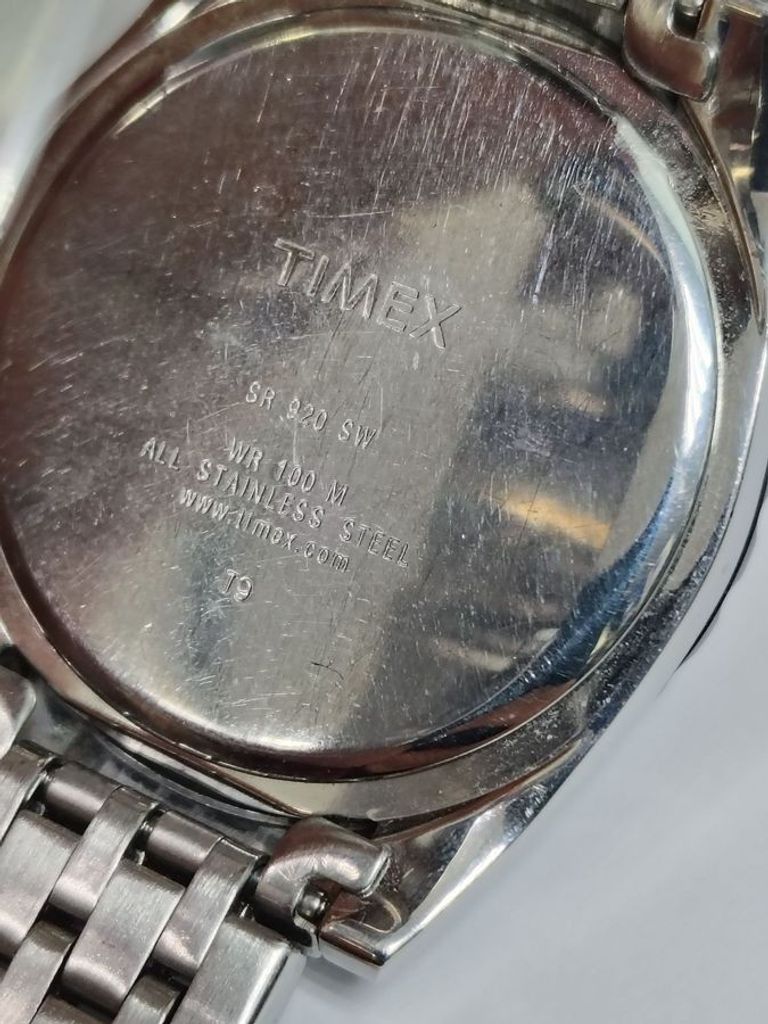 TIMEX
SR 920 SW
WR 100 M
ALL STAINLESS STEEL
www.timex.com
T9